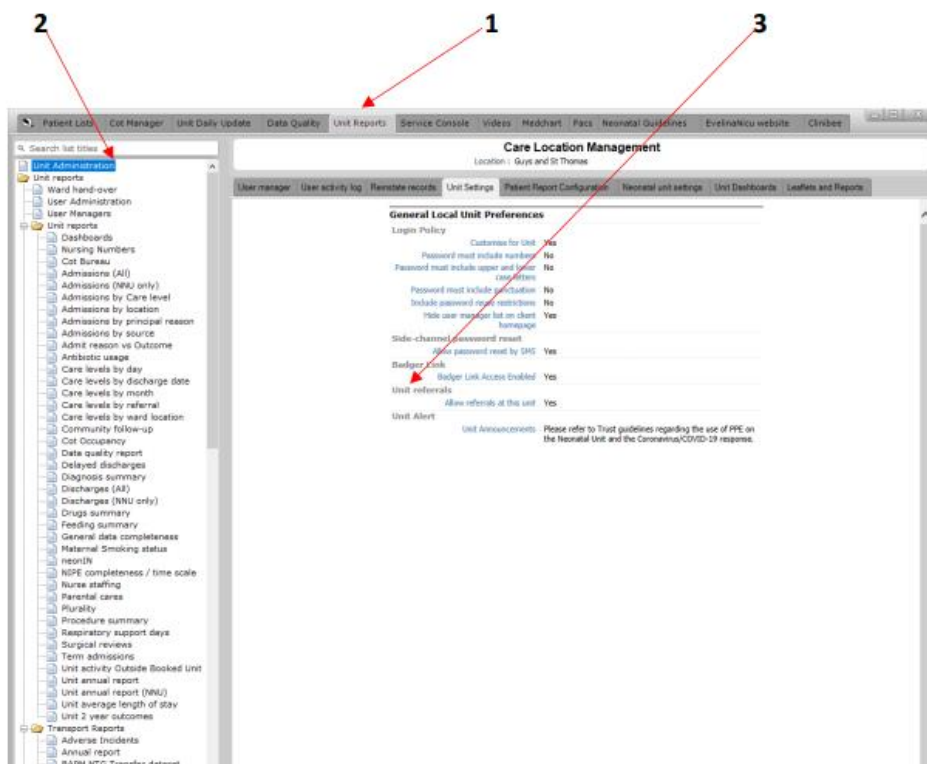 2 1 3
Patient Lists Cot Manager Unit Daily Update Data Quality Unit Reports Service Console Videos Medchart Pacs Neonatal Guidelines EvelinaNicu website Clinibee
Search list titles
Unit Administration
Unit reports
Ward hand-over
User Administration
User Managers
Unit reports
Dashboards
Nursing Numbers
Cot Bureau
Admissions (All)
Admissions (NNU only)
Admissions by Care level
Admissions by location
Admissions by principal reason
Admissions by source
Admit reason vs Outcome
Antibiotic usage
Care levels by day
Care levels by discharge date
Care levels by month
Care levels by referral
Care levels by ward location
Community follow-up
Cot Occupancy
Data quality report
Delayed discharges
Diagnosis summary
Discharges (All)
Discharges (NNU only)
Drugs summary
Feeding summary
General data completeness
Maternal Smoking status
neonIN
NIPE completeness / time scale
Nurse staffing
Parental cares
Plurality
Procedure summary
Respiratory support days
Surgical reviews
Term admissions
Unit activity Outside Booked Unit
Unit annual report
Unit annual report (NNU)
Unit average length of stay
Unit 2 year outcomes
Transport Reports
Adverse Incidents
Annual report
BAPM NTG Transfer dataset
Care Location Management
Location : Guys and St Thomas
User manager User activity log Reinstate records Unit Settings Patient Report Configuration Neonatal unit settings Unit Dashboards Leaflets and Reports
General Local Unit Preferences
Login Policy
Customise for Unit Yes
Password must include numbers No
Password must include upper and lower No
case letters
Password must include punctuation No
Include password reuse restrictions No
Hide user manager list on client Yes
homepage
Side-channel password reset
Allow password reset by SMS Yes
Badger Link
Badger Link Access Enabled Yes
Unit referrals
Allow referrals at this unit Yes
Unit Alert
Unit Announcements Please refer to Trust guidelines regarding the use of PPE on
the Neonatal Unit and the Coronavirus/COVID-19 response.